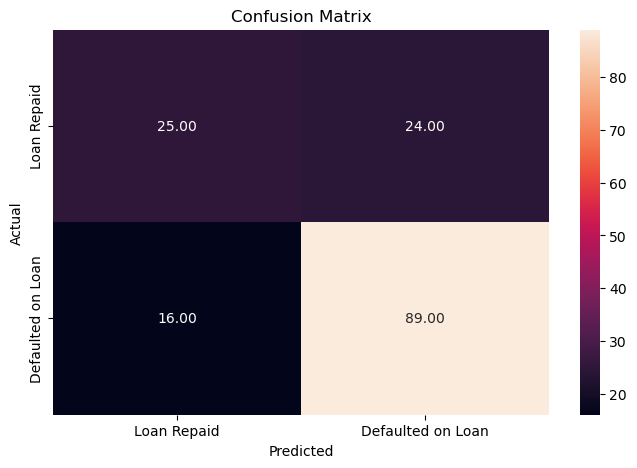 Confusion Matrix
Actual
Loan Repaid
Defaulted on Loan
25.00
24.00
16.00
89.00
Loan Repaid
Defaulted on Loan
Predicted
80
70
60
50
40
30
20